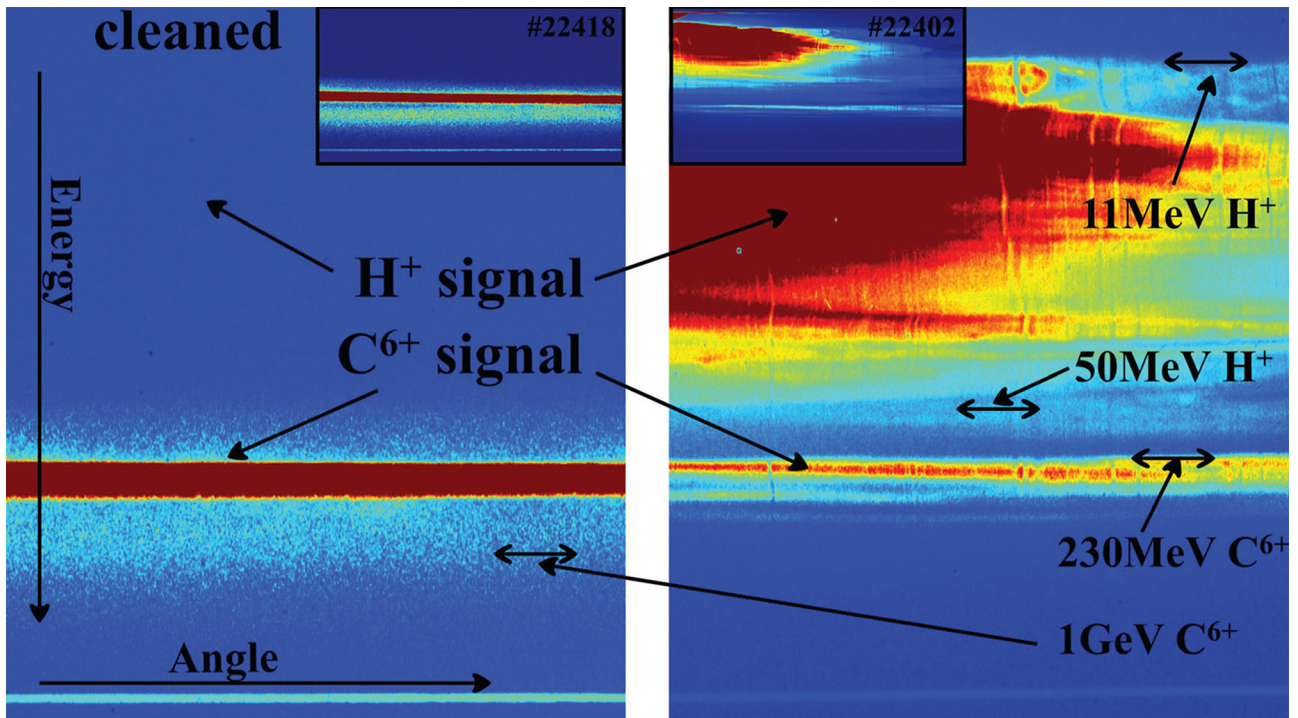 cleaned
#22418
#22402
Energy
11MeV H⁺
H⁺ signal
C⁶⁺ signal
50MeV H⁺
230MeV C⁶⁺
1GeV C⁶⁺
Angle